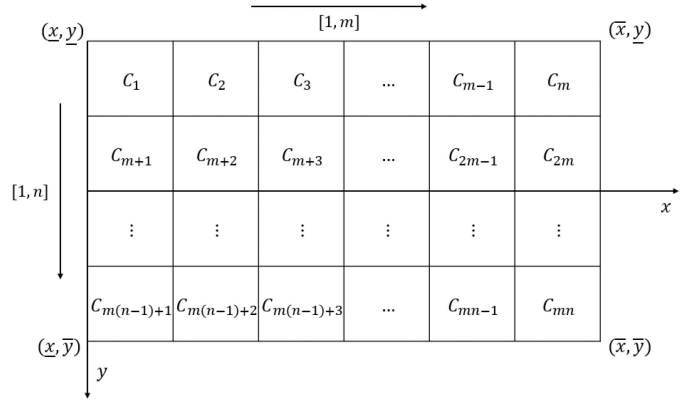 [1, m]
(x̲, y̲) (x̅, y̲)
C₁ C₂ C₃ ... Cₘ₋₁ Cₘ
Cₘ₊₁ Cₘ₊₂ Cₘ₊₃ ... C₂ₘ₋₁ C₂ₘ
[1, n]
x
⋮ ⋮ ⋮ ⋮ ⋮ ⋮
Cₘ₍ₙ₋₁₎₊₁ Cₘ₍ₙ₋₁₎₊₂ Cₘ₍ₙ₋₁₎₊₃ ... Cₘₙ₋₁ Cₘₙ
(x̲, y̅) (x̅, y̅)
y